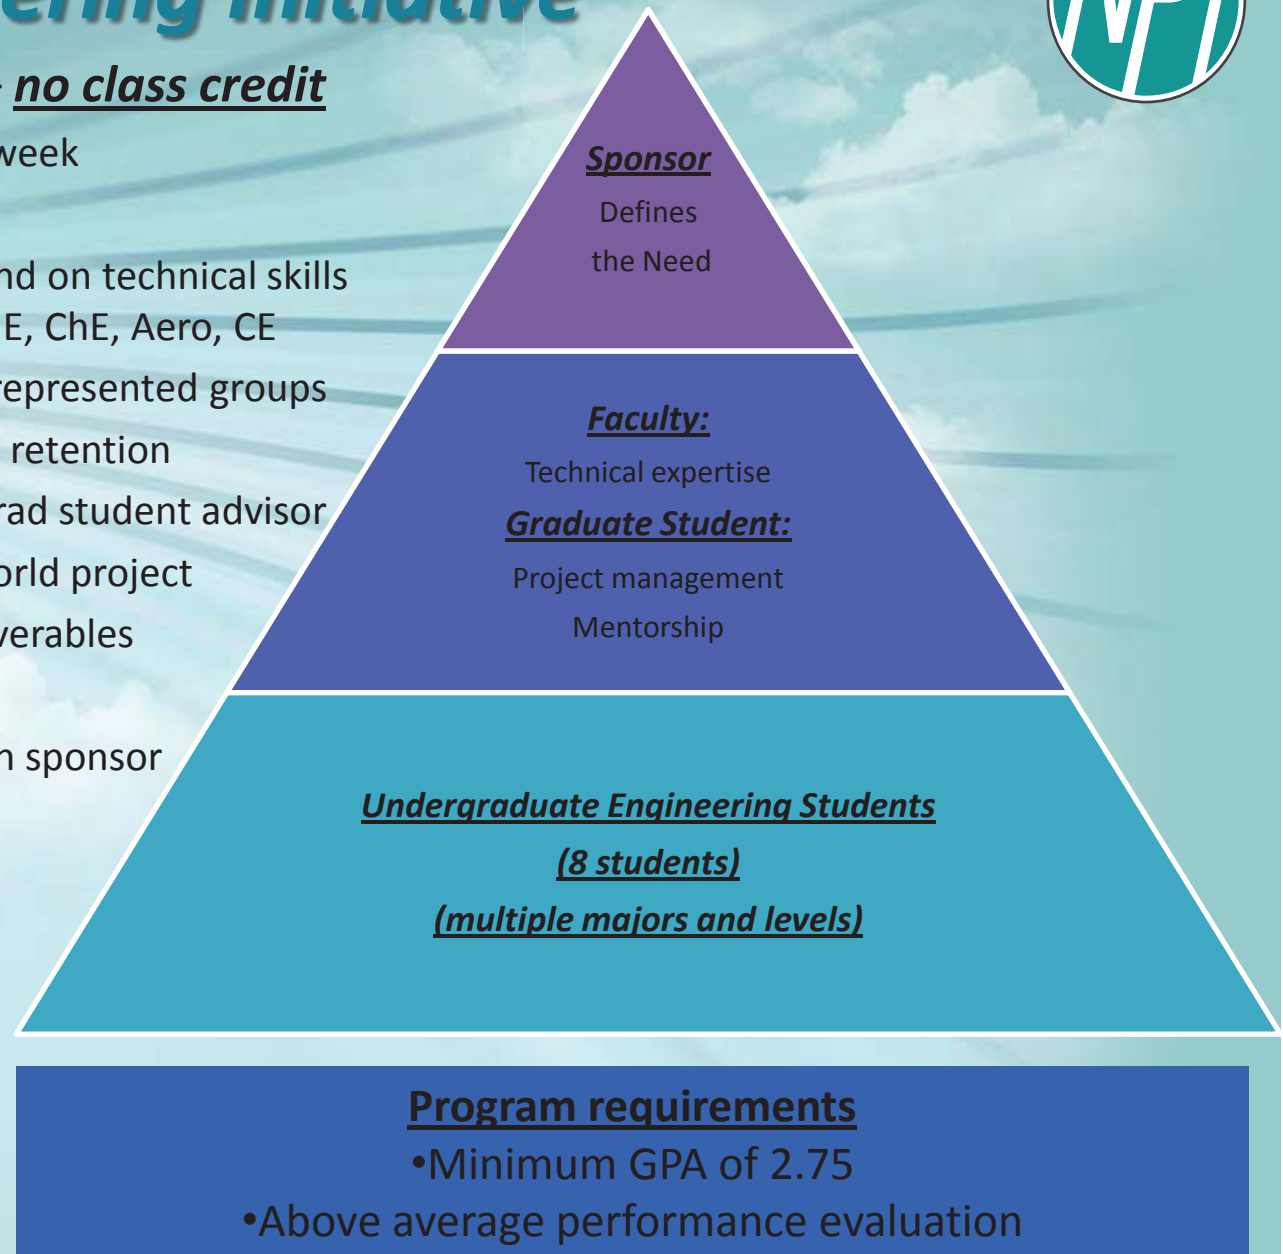 ering Initiative
no class credit
week
nd on technical skills
E, ChE, Aero, CE
represented groups
retention
rad student advisor
orld project
verables
n sponsor
Sponsor
Defines
the Need
Faculty:
Technical expertise
Graduate Student:
Project management
Mentorship
Undergraduate Engineering Students
(8 students)
(multiple majors and levels)
Program requirements
•Minimum GPA of 2.75
•Above average performance evaluation